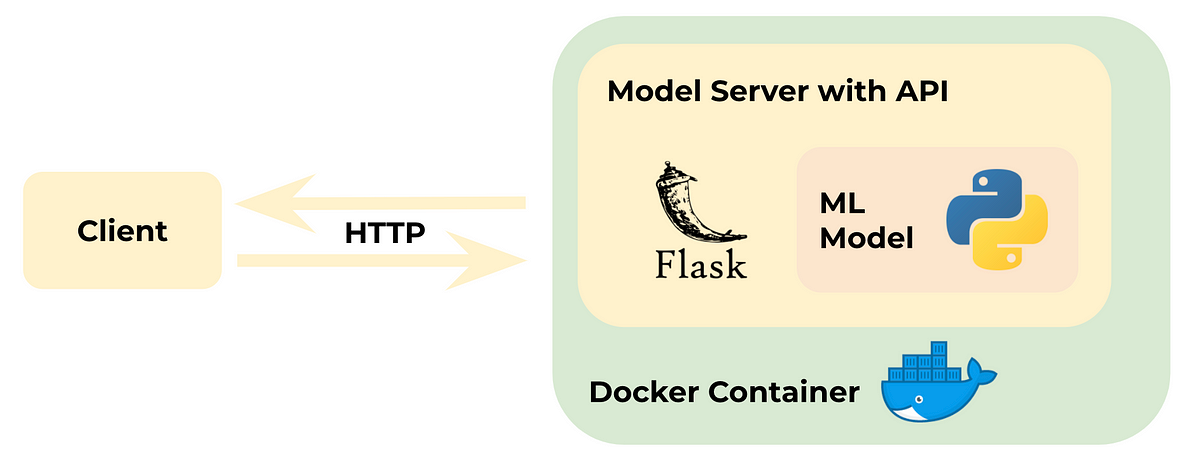 Model Server with API
Client
HTTP
Flask
ML
Model
Docker Container